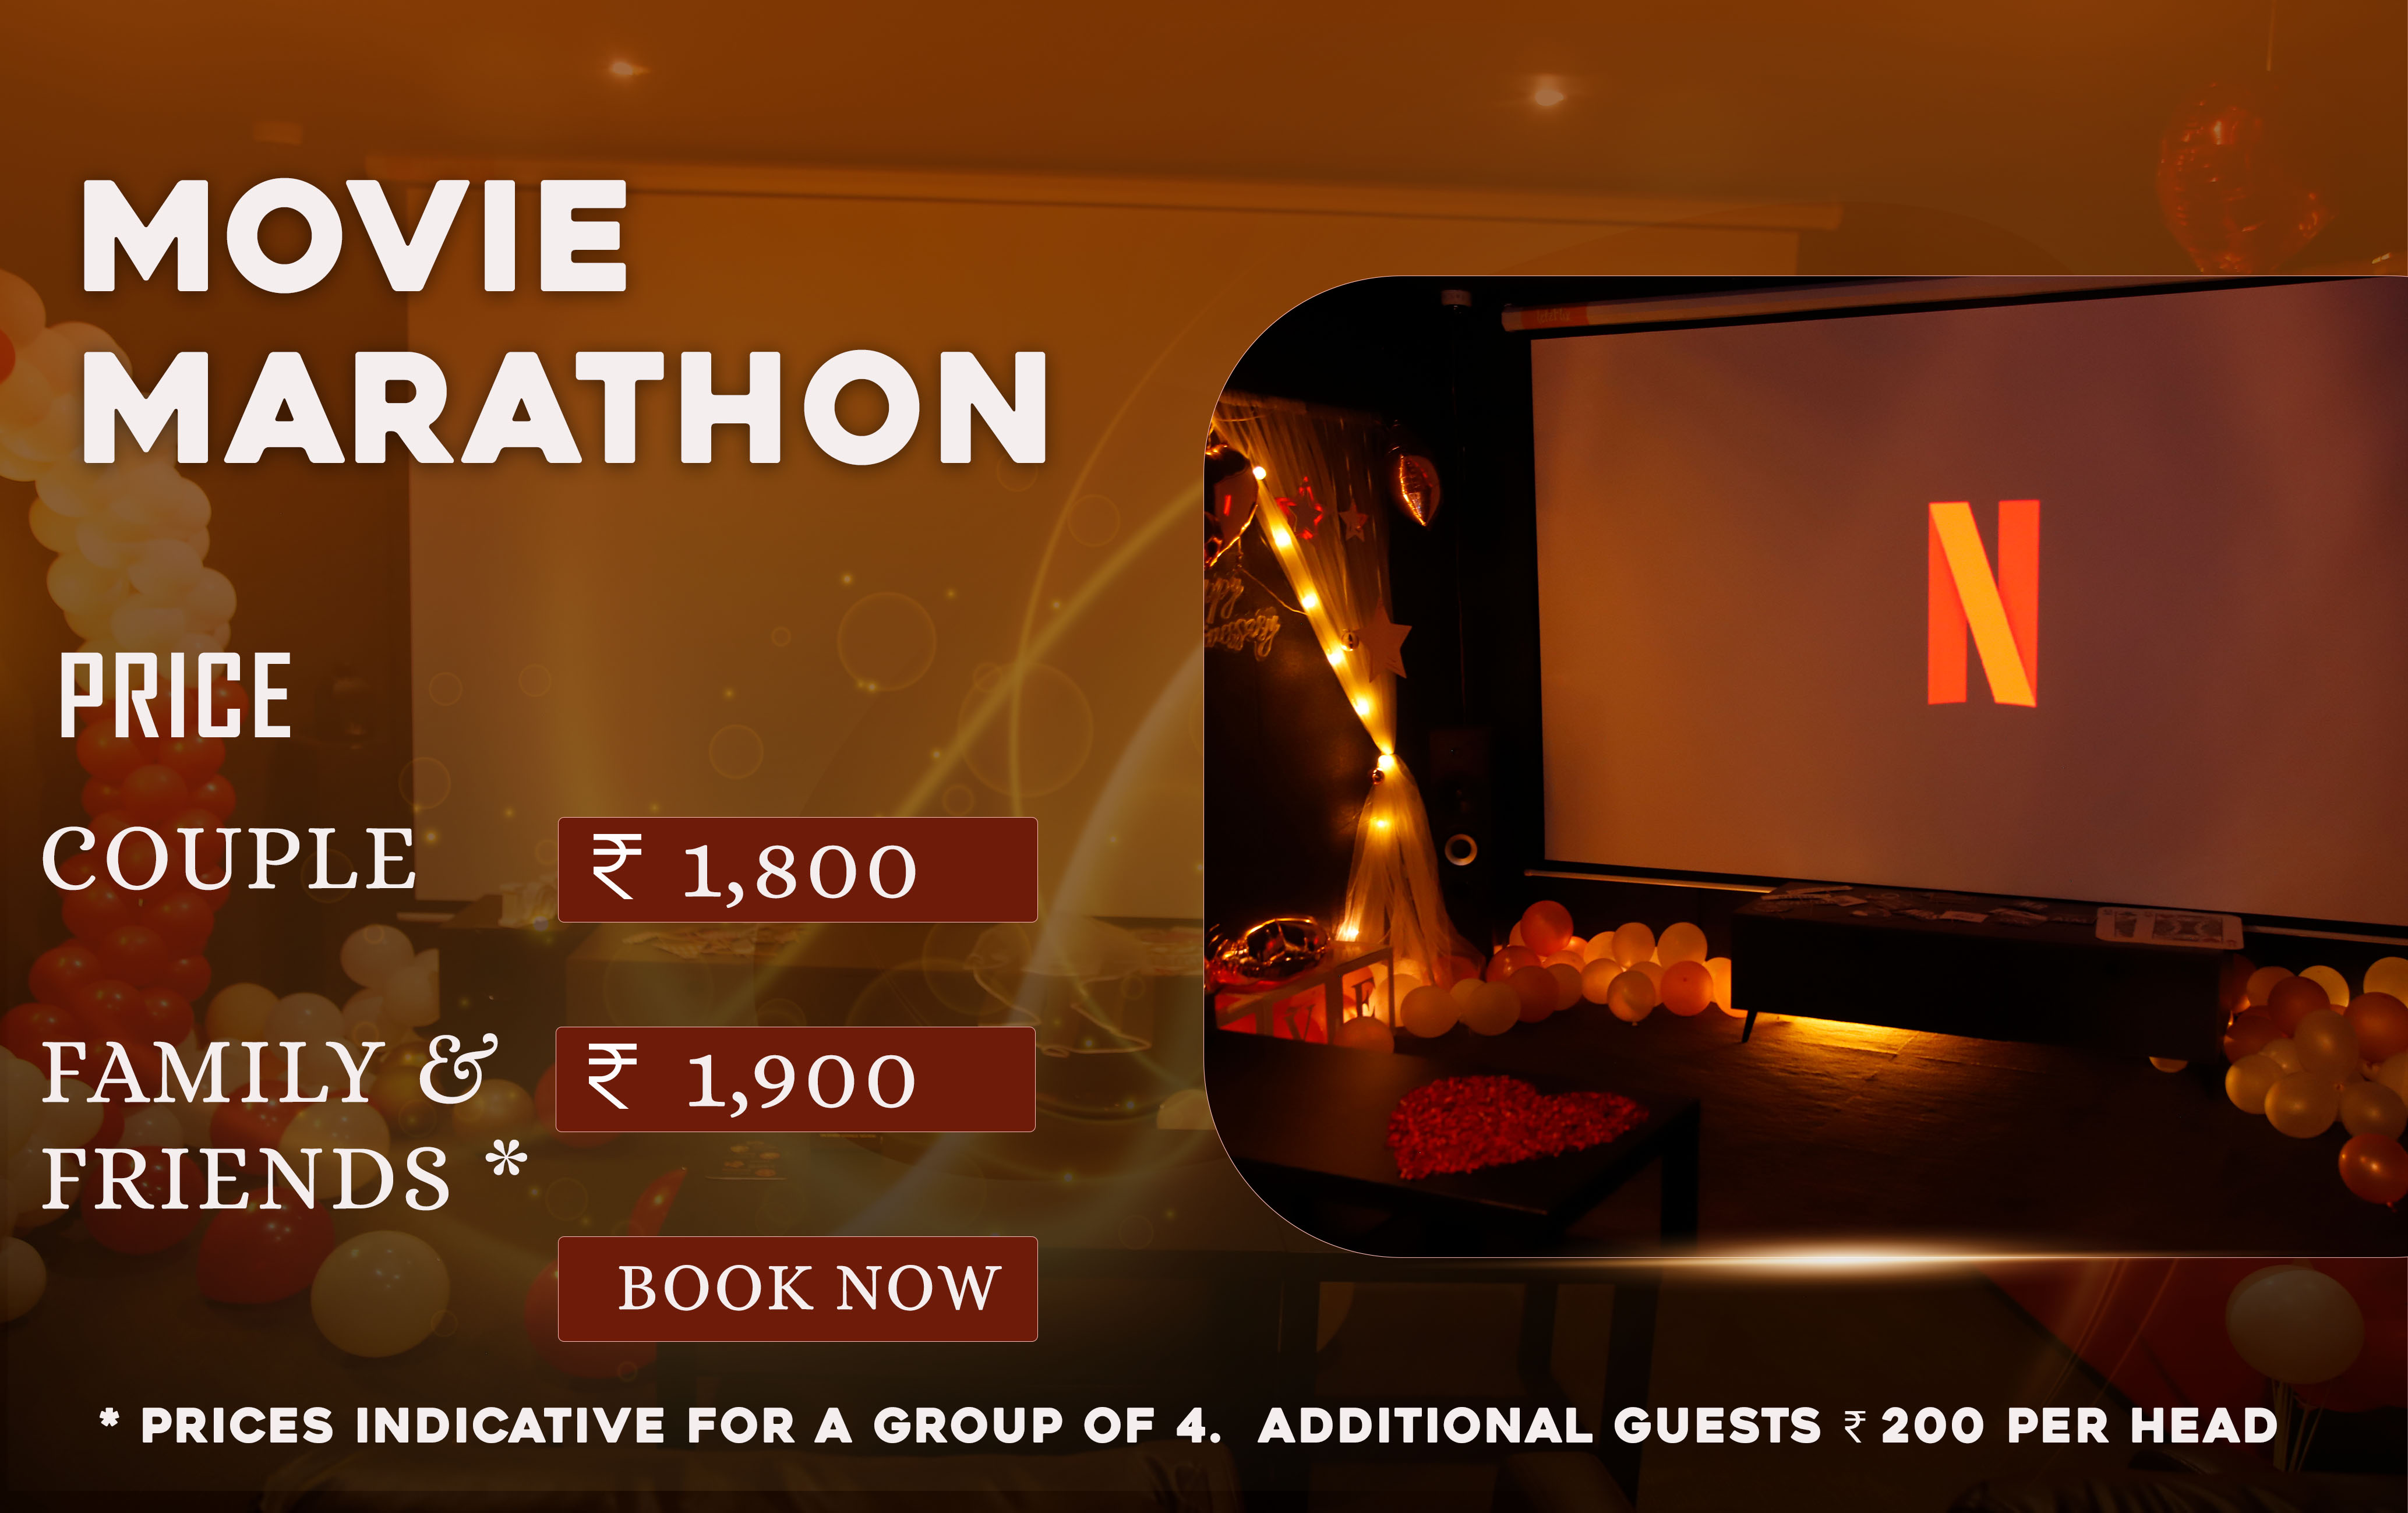 MOVIE
MARATHON
PRICE
COUPLE
₹ 1,800
FAMILY &
FRIENDS *
₹ 1,900
BOOK NOW
* PRICES INDICATIVE FOR A GROUP OF 4. ADDITIONAL GUESTS ₹ 200 PER HEAD
N